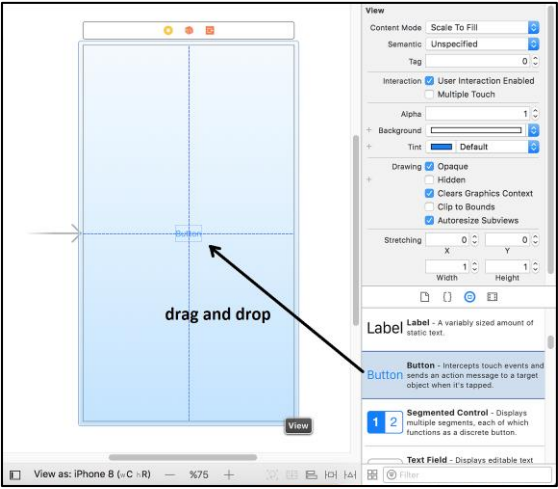 View
Content Mode Scale To Fill
Semantic Unspecified
Tag 0
Interaction User Interaction Enabled
Multiple Touch
Alpha 1
+ Background
+ Tint Default
Drawing Opaque
+ Hidden
Clears Graphics Context
Clip to Bounds
Autoresize Subviews
Stretching 0 0
X Y
1 1
Width Height
Button
drag and drop
Label Label - A variably sized amount of
static text.
Button Button - Intercepts touch events and
sends an action message to a target
object when it's tapped.
1 2 Segmented Control - Displays
multiple segments, each of which
functions as a discrete button.
Text Field - Displays editable text
View
View as: iPhone 8 (wC hR) — %75 +
Filter